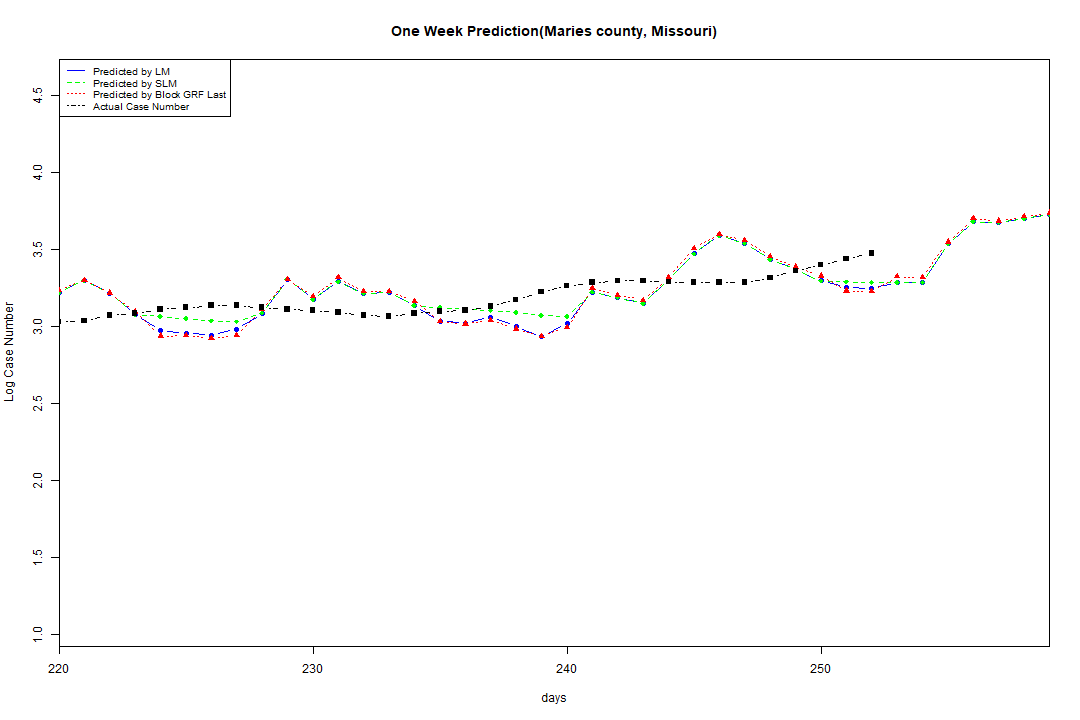 One Week Prediction(Maries county, Missouri)
Predicted by LM
Predicted by SLM
Predicted by Block GRF Last
Actual Case Number
4.5
4.0
3.5
3.0
2.5
2.0
1.5
1.0
Log Case Number
220 230 240 250
days